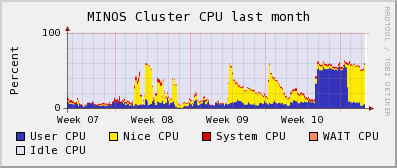 MINOS Cluster CPU last month
RRDTOOL / TOBI OETIKER
Percent
100
0
Week 07 Week 08 Week 09 Week 10
User CPU Nice CPU System CPU WAIT CPU
Idle CPU